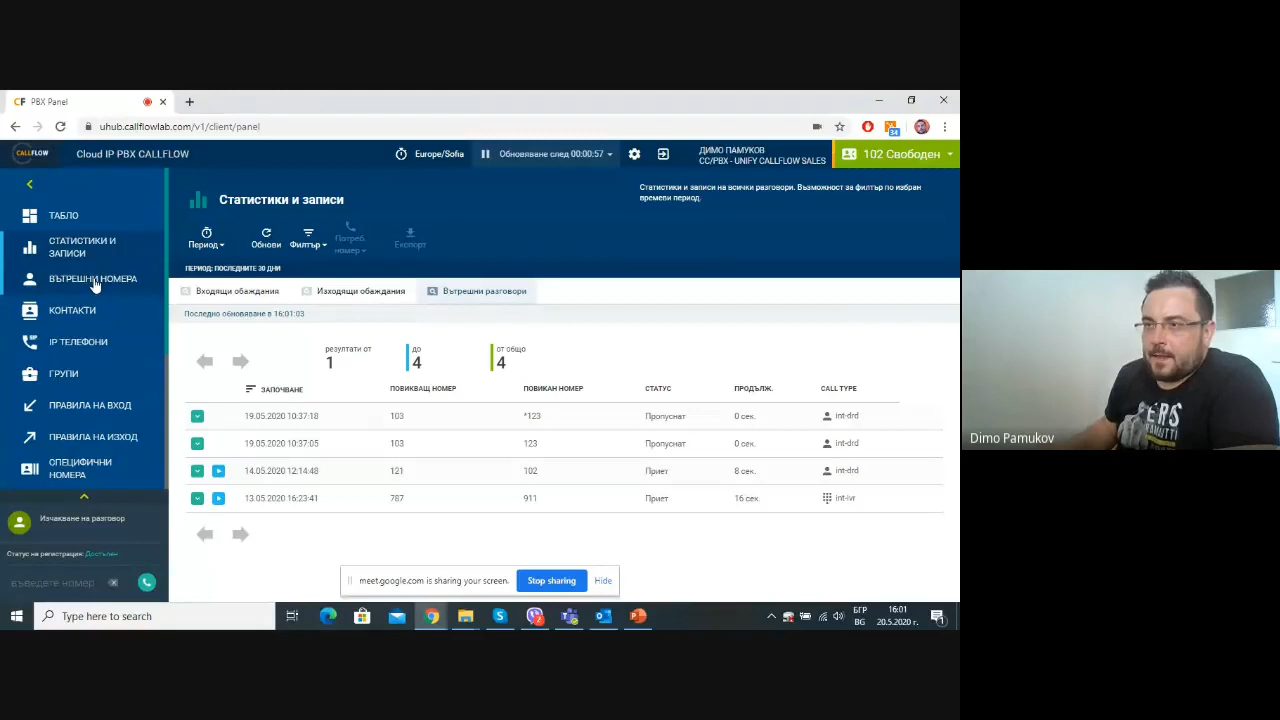 PBX Panel
uhub.callflowlab.com/v1/client/panel
34
CALLFLOW
Cloud IP PBX CALLFLOW
Europe/Sofia
Обновяване след 00:00:57
ДИМО ПАМУКОВ
CC/PBX - UNIFY CALLFLOW SALES
102 Свободен
ТАБЛО
СТАТИСТИКИ И
ЗАПИСИ
ВЪТРЕШНИ НОМЕРА
КОНТАКТИ
IP ТЕЛЕФОНИ
ГРУПИ
ПРАВИЛА НА ВХОД
ПРАВИЛА НА ИЗХОД
СПЕЦИФИЧНИ
НОМЕРА
Изчакване на разговор
Статус на регистрация: Достъпен
въведете номер
Статистики и записи
Статистики и записи на всички разговори. Възможност за филтър по избран
времеви период.
Период
Обнови
Филтър
Потреб.
номер
Експорт
ПЕРИОД: ПОСЛЕДНИТЕ 30 ДНИ
Входящи обаждания
Изходящи обаждания
Вътрешни разговори
Последно обновяване в 16:01:03
резултати от
1
до
4
от общо
4
ЗАПОЧВАНЕ ПОВИКВАЩ НОМЕР ПОВИКАН НОМЕР СТАТУС ПРОДЪЛЖ. CALL TYPE
19.05.2020 10:37:18 103 *123 Пропуснат 0 сек. int-drd
19.05.2020 10:37:05 103 123 Пропуснат 0 сек. int-drd
14.05.2020 12:14:48 121 102 Приет 8 сек. int-drd
13.05.2020 16:23:41 787 911 Приет 16 сек. int-ivr
meet.google.com is sharing your screen.
Stop sharing
Hide
Type here to search
БГР
BG
16:01
20.5.2020 г.
1
Dimo Pamukov